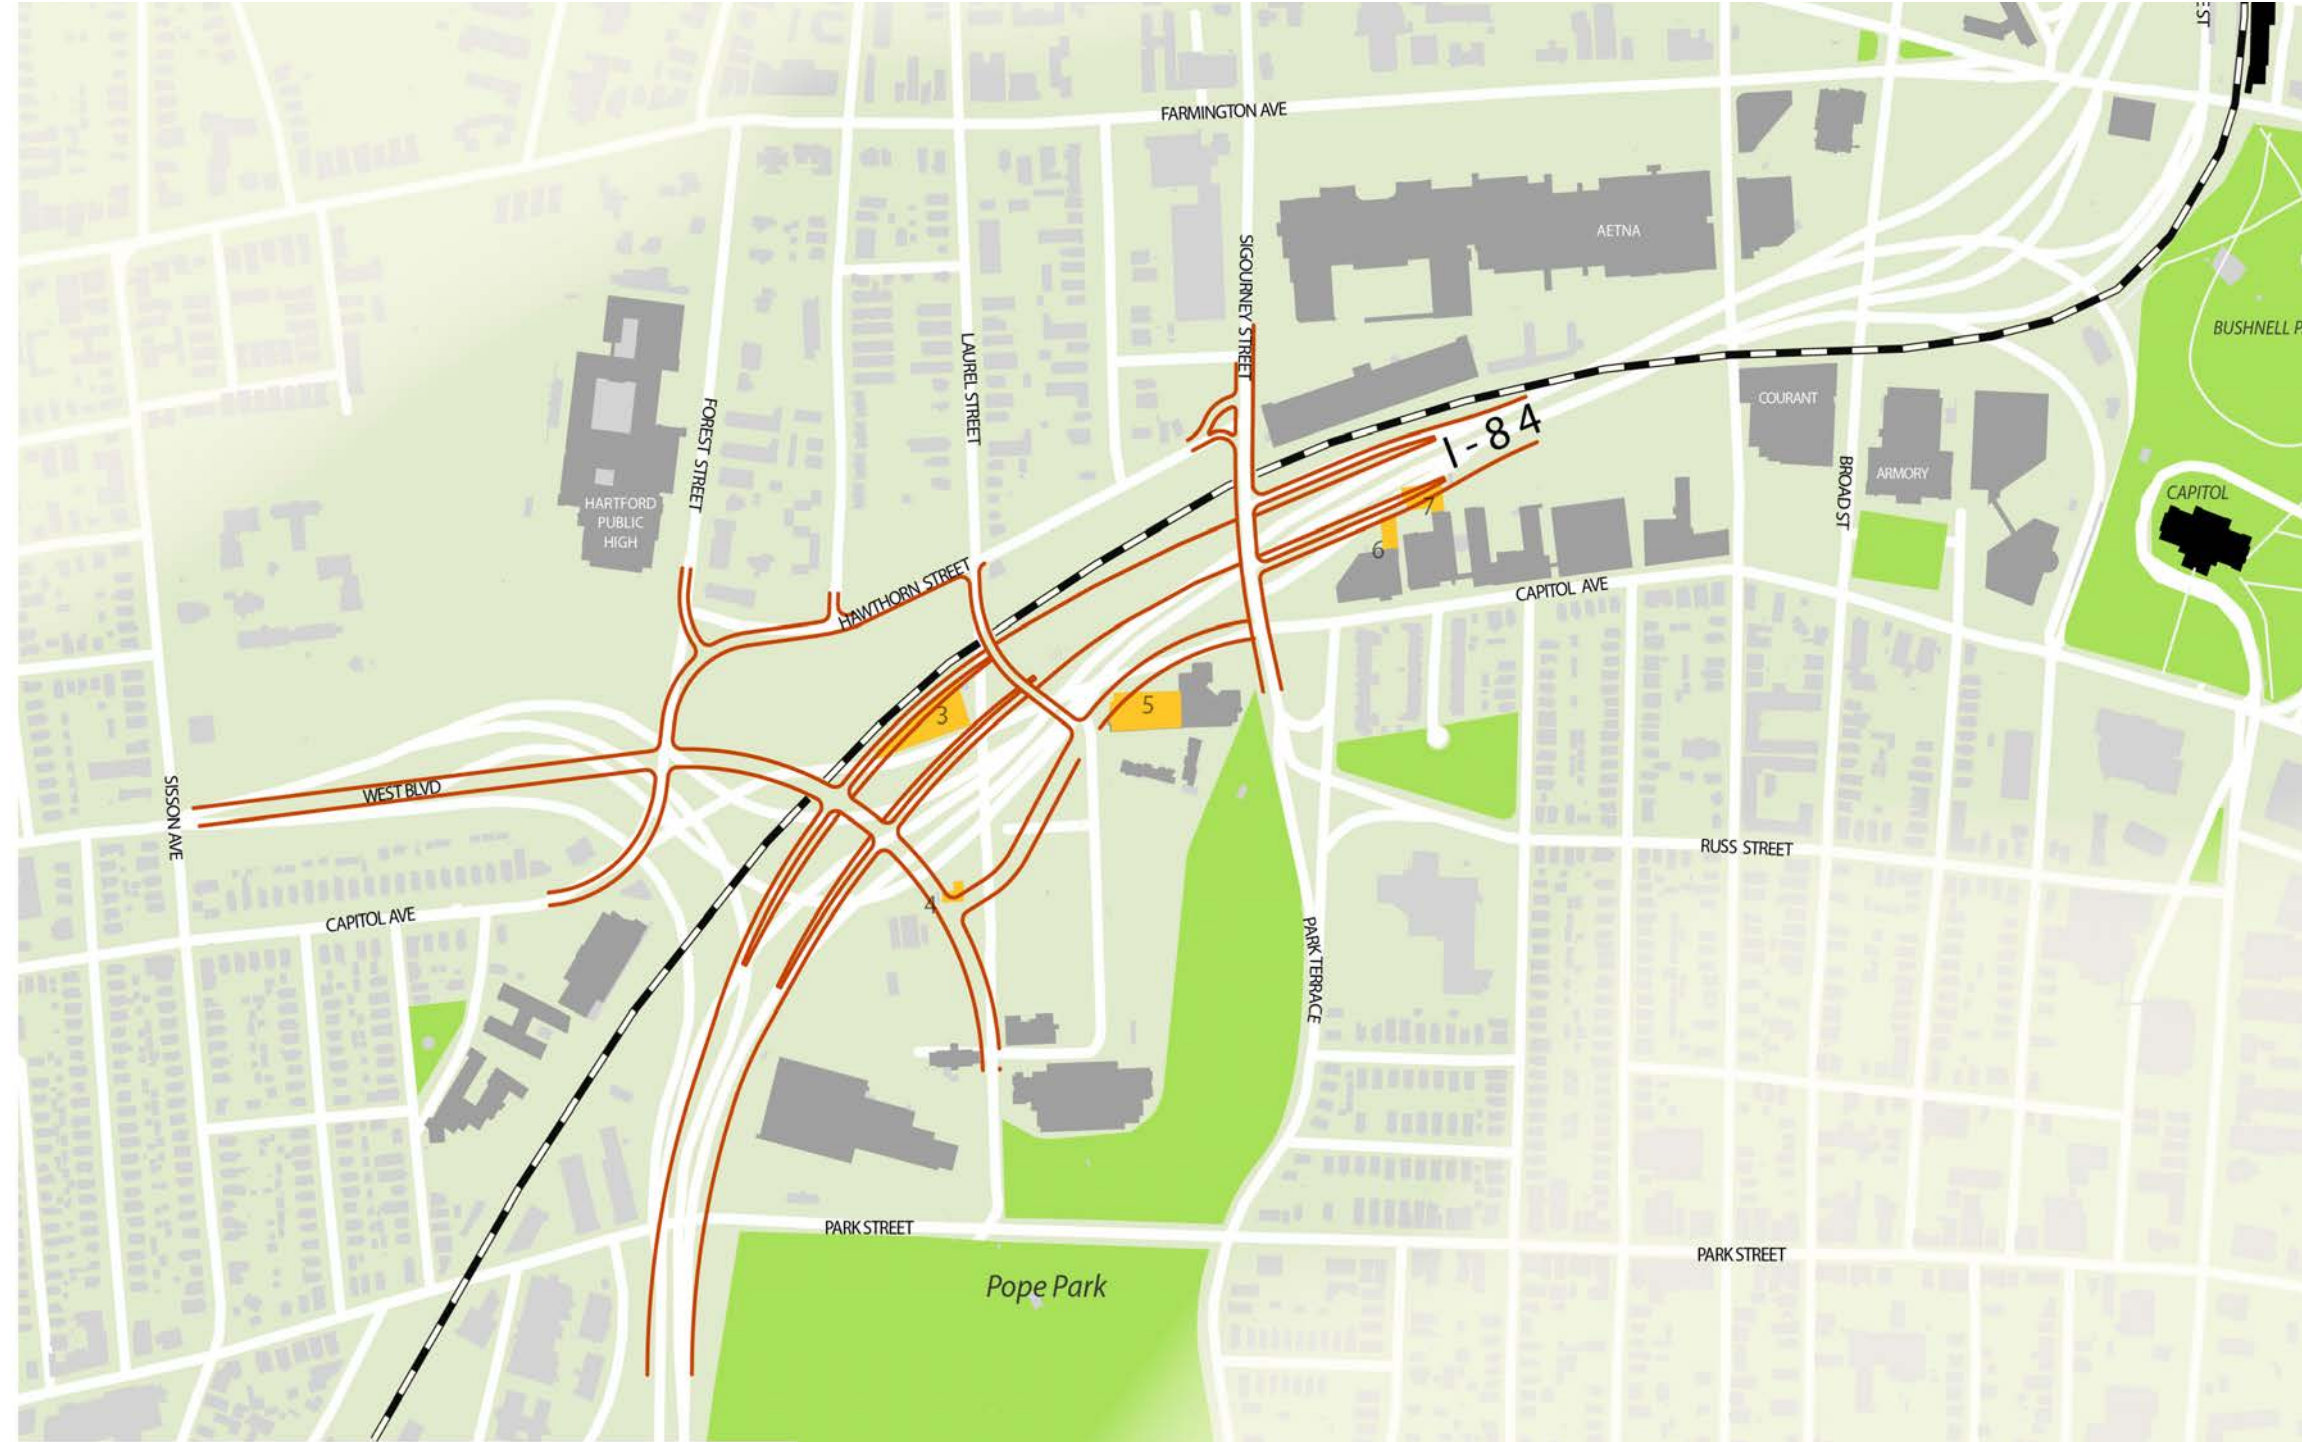 ST
FARMINGTON AVE
AETNA
SIGOURNEY STREET
BUSHNELL P
LAUREL STREET
FOREST STREET
I-84
COURANT
ARMORY
BROAD ST
CAPITOL
HARTFORD
PUBLIC
HIGH
7
6
HAWTHORN STREET
CAPITOL AVE
3
5
WEST BLVD
SISSON AVE
RUSS STREET
4
CAPITOL AVE
PARK TERRACE
PARK STREET
PARK STREET
Pope Park